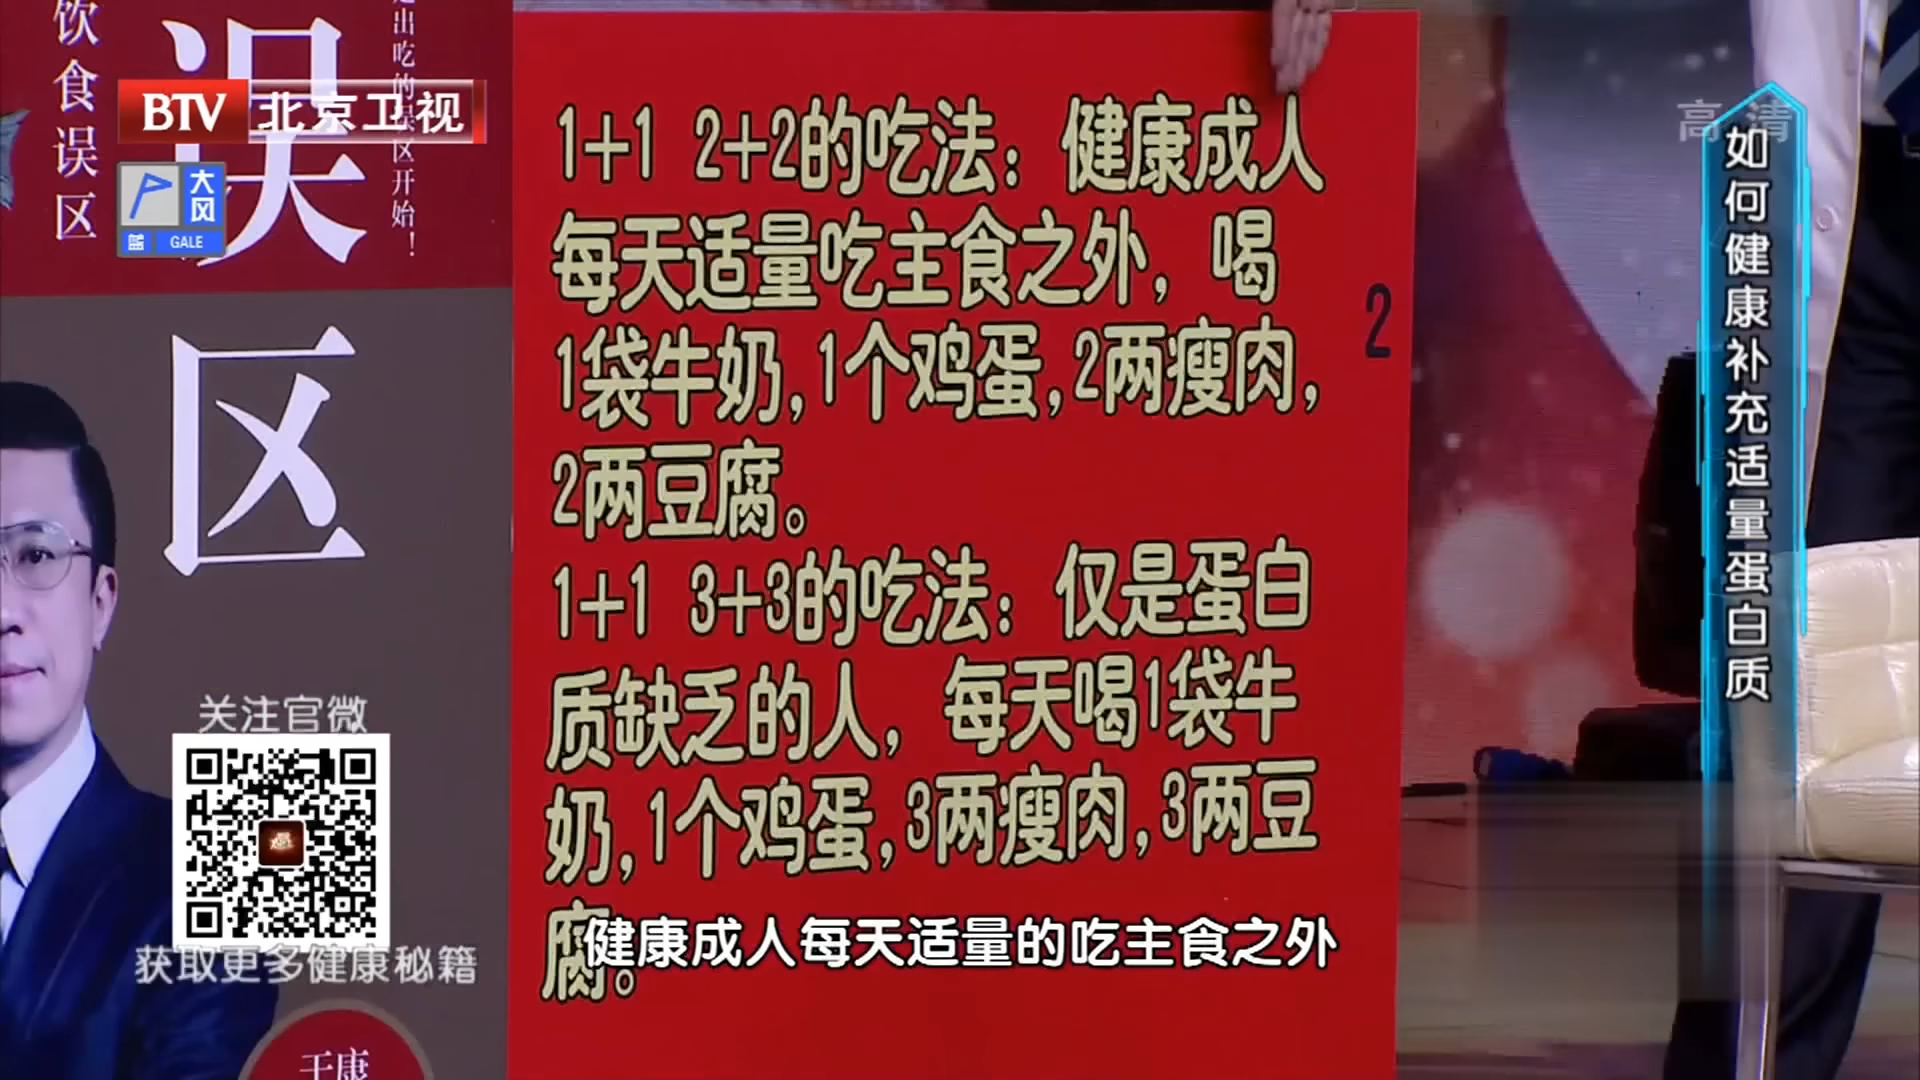 饮食误区
误区
走出吃的误区开始！
BTV 北京卫视
大风
蓝 GALE
高清
1+1 2+2的吃法：健康成人
每天适量吃主食之外，喝
1袋牛奶,1个鸡蛋,2两瘦肉,
2两豆腐。
1+1 3+3的吃法：仅是蛋白
质缺乏的人，每天喝1袋牛
奶,1个鸡蛋,3两瘦肉,3两豆
腐。
2
如何健康补充适量蛋白质
关注官微
获取更多健康秘籍
健康成人每天适量的吃主食之外